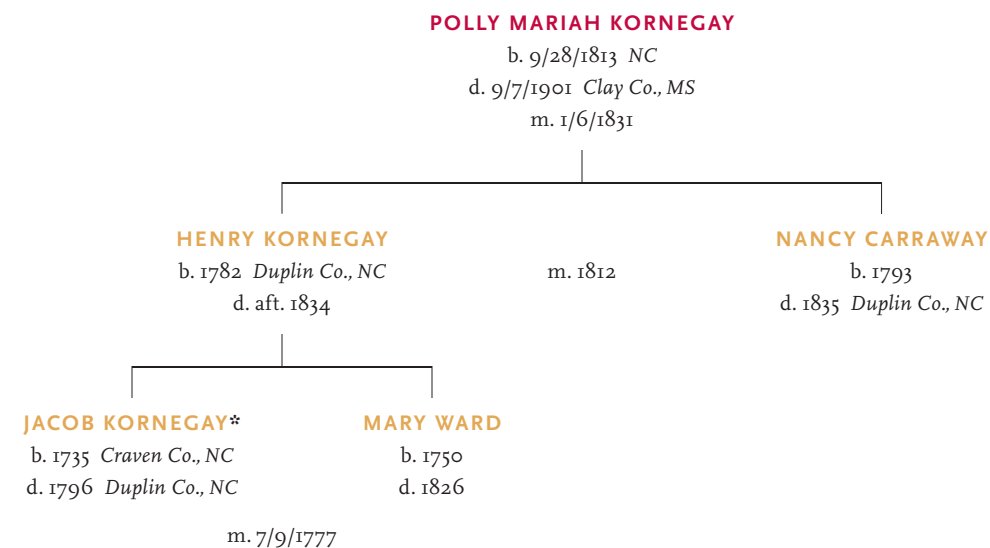 POLLY MARIAH KORNEGAY
b. 9/28/1813 NC
d. 9/7/1901 Clay Co., MS
m. 1/6/1831
HENRY KORNEGAY
b. 1782 Duplin Co., NC
d. aft. 1834
m. 1812
NANCY CARRAWAY
b. 1793
d. 1835 Duplin Co., NC
JACOB KORNEGAY*
b. 1735 Craven Co., NC
d. 1796 Duplin Co., NC
MARY WARD
b. 1750
d. 1826
m. 7/9/1777